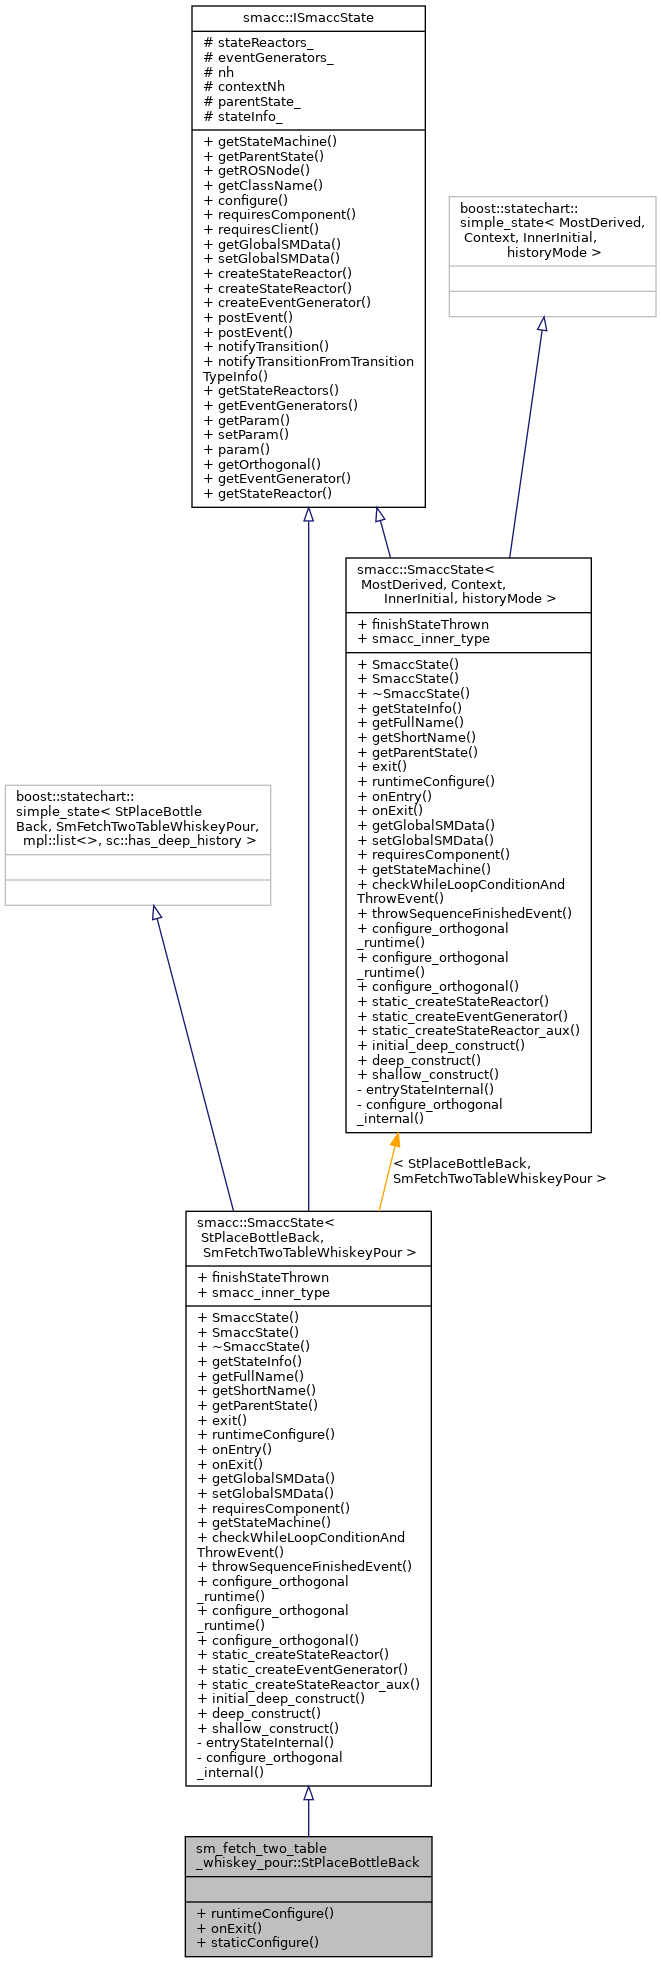 smacc::ISmaccState
# stateReactors_
# eventGenerators_
# nh
# contextNh
# parentState_
# stateInfo_
+ getStateMachine()
+ getParentState()
+ getROSNode()
+ getClassName()
+ configure()
+ requiresComponent()
+ requiresClient()
+ getGlobalSMData()
+ setGlobalSMData()
+ createStateReactor()
+ createStateReactor()
+ createEventGenerator()
+ postEvent()
+ postEvent()
+ notifyTransition()
+ notifyTransitionFromTransition
TypeInfo()
+ getStateReactors()
+ getEventGenerators()
+ getParam()
+ setParam()
+ param()
+ getOrthogonal()
+ getEventGenerator()
+ getStateReactor()
boost::statechart::
simple_state< MostDerived,
Context, InnerInitial,
historyMode >
smacc::SmaccState<
MostDerived, Context,
InnerInitial, historyMode >
+ finishStateThrown
+ smacc_inner_type
+ SmaccState()
+ SmaccState()
+ ~SmaccState()
+ getStateInfo()
+ getFullName()
+ getShortName()
+ getParentState()
+ exit()
+ runtimeConfigure()
+ onEntry()
+ onExit()
+ getGlobalSMData()
+ setGlobalSMData()
+ requiresComponent()
+ getStateMachine()
+ checkWhileLoopConditionAnd
ThrowEvent()
+ throwSequenceFinishedEvent()
+ configure_orthogonal
_runtime()
+ configure_orthogonal
_runtime()
+ configure_orthogonal()
+ static_createStateReactor()
+ static_createEventGenerator()
+ static_createStateReactor_aux()
+ initial_deep_construct()
+ deep_construct()
+ shallow_construct()
- entryStateInternal()
- configure_orthogonal
_internal()
boost::statechart::
simple_state< StPlaceBottle
Back, SmFetchTwoTableWhiskeyPour,
mpl::list<>, sc::has_deep_history >
< StPlaceBottleBack,
SmFetchTwoTableWhiskeyPour >
smacc::SmaccState<
StPlaceBottleBack,
SmFetchTwoTableWhiskeyPour >
+ finishStateThrown
+ smacc_inner_type
+ SmaccState()
+ SmaccState()
+ ~SmaccState()
+ getStateInfo()
+ getFullName()
+ getShortName()
+ getParentState()
+ exit()
+ runtimeConfigure()
+ onEntry()
+ onExit()
+ getGlobalSMData()
+ setGlobalSMData()
+ requiresComponent()
+ getStateMachine()
+ checkWhileLoopConditionAnd
ThrowEvent()
+ throwSequenceFinishedEvent()
+ configure_orthogonal
_runtime()
+ configure_orthogonal
_runtime()
+ configure_orthogonal()
+ static_createStateReactor()
+ static_createEventGenerator()
+ static_createStateReactor_aux()
+ initial_deep_construct()
+ deep_construct()
+ shallow_construct()
- entryStateInternal()
- configure_orthogonal
_internal()
sm_fetch_two_table
_whiskey_pour::StPlaceBottleBack
+ runtimeConfigure()
+ onExit()
+ staticConfigure()